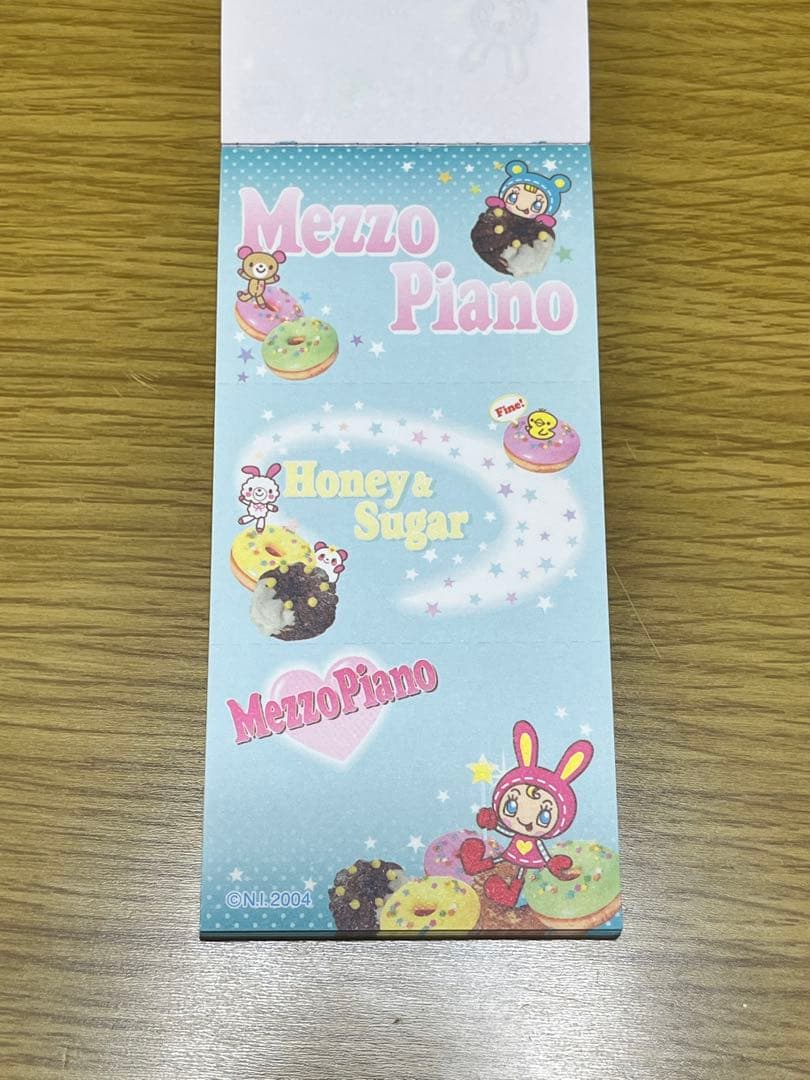 Mezzo
Piano
Fine!
Honey &
Sugar
MezzoPiano
©N.I.2004